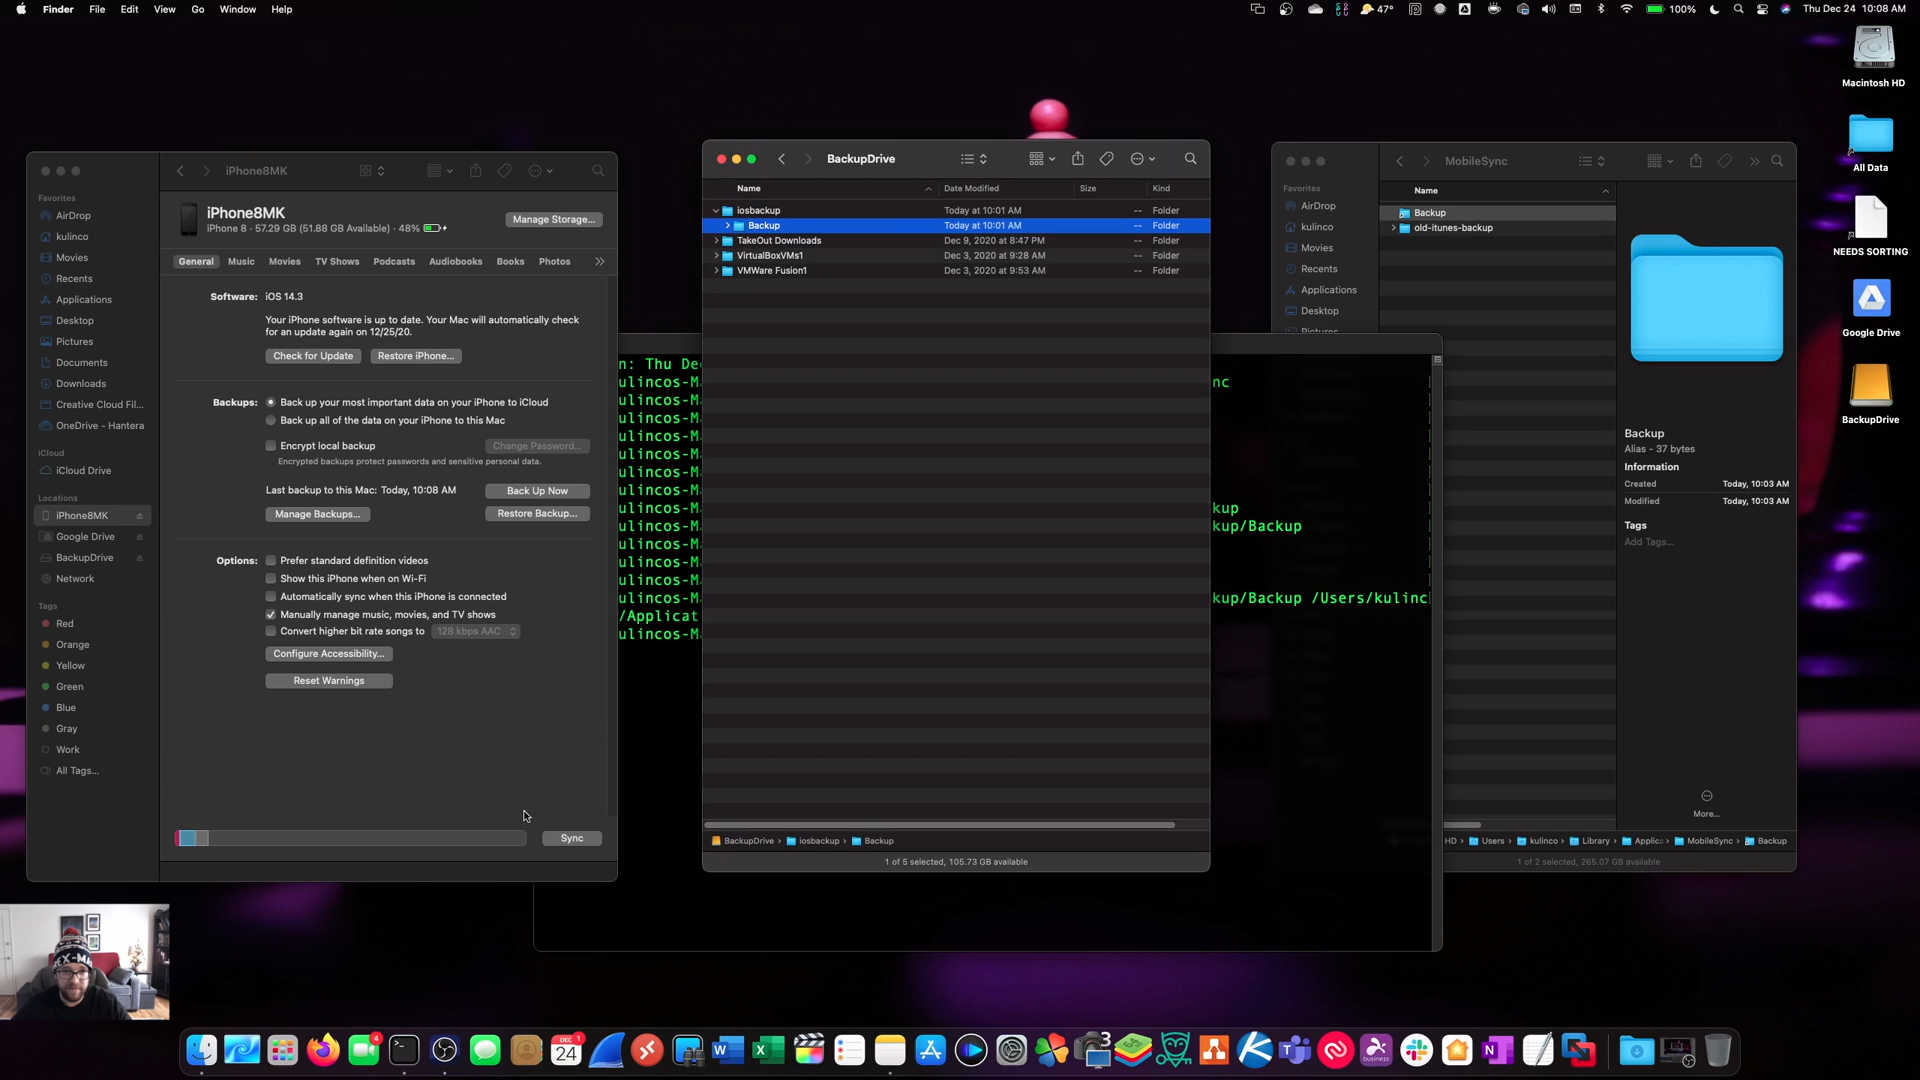 Finder File Edit View Go Window Help
47° 100% Thu Dec 24 10:08 AM
Macintosh HD
All Data
NEEDS SORTING
Google Drive
BackupDrive
iPhone8MK
Favorites
AirDrop
kulinco
Movies
Recents
Applications
Desktop
Pictures
Documents
Downloads
Creative Cloud Fil...
OneDrive - Hantera
iCloud
iCloud Drive
Locations
iPhone8MK
Google Drive
BackupDrive
Network
Tags
Red
Orange
Yellow
Green
Blue
Gray
Work
All Tags...
iPhone8MK
iPhone 8 · 57.29 GB (51.88 GB Available) · 48%
Manage Storage...
General Music Movies TV Shows Podcasts Audiobooks Books Photos
Software: iOS 14.3
Your iPhone software is up to date. Your Mac will automatically check
for an update again on 12/25/20.
Check for Update Restore iPhone...
Backups: Back up your most important data on your iPhone to iCloud
Back up all of the data on your iPhone to this Mac
Encrypt local backup Change Password...
Encrypted backups protect passwords and sensitive personal data.
Last backup to this Mac: Today, 10:08 AM Back Up Now
Manage Backups... Restore Backup...
Options: Prefer standard definition videos
Show this iPhone when on Wi-Fi
Automatically sync when this iPhone is connected
Manually manage music, movies, and TV shows
Convert higher bit rate songs to 128 kbps AAC
Configure Accessibility...
Reset Warnings
Sync
n: Thu De
ulincos-M nc
ulincos-M
ulincos-M
ulincos-M
ulincos-M
ulincos-M
ulincos-M
ulincos-M kup
ulincos-M kup/Backup
ulincos-M
ulincos-M
ulincos-M
ulincos-M kup/Backup /Users/kulinc
/Applicat
ulincos-M
BackupDrive
Name Date Modified Size Kind
iosbackup Today at 10:01 AM -- Folder
Backup Today at 10:01 AM -- Folder
TakeOut Downloads Dec 9, 2020 at 8:47 PM -- Folder
VirtualBoxVMs1 Dec 3, 2020 at 9:28 AM -- Folder
VMWare Fusion1 Dec 3, 2020 at 9:53 AM -- Folder
BackupDrive › iosbackup › Backup
1 of 5 selected, 105.73 GB available
MobileSync
Favorites
AirDrop
kulinco
Movies
Recents
Applications
Desktop
Pictures
Name
Backup
old-itunes-backup
Backup
Alias - 37 bytes
Information
Created Today, 10:03 AM
Modified Today, 10:03 AM
Tags
Add Tags...
More...
HD › Users › kulinco › Library › Applica › MobileSync › Backup
1 of 2 selected, 265.07 GB available
4
DEC 1
24
3
64
business